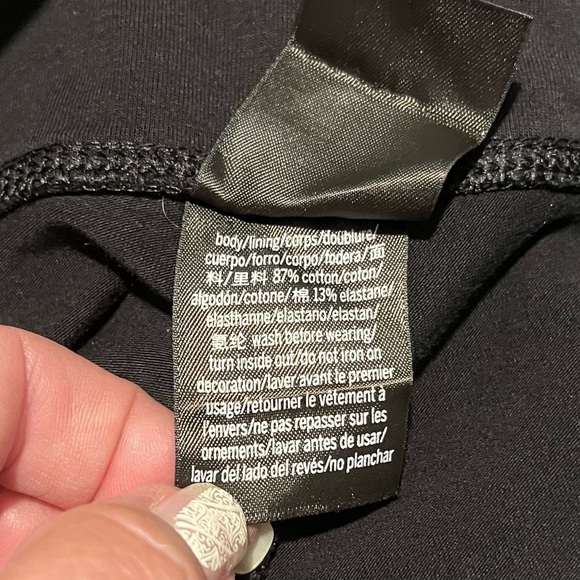 body/lining/corps/doublure/
cuerpo/forro/corpo/fodera/面
料/里料 87% cotton/coton/
algodón/cotone/棉 13% elastane/
elasthanne/elastano/elastan/
氨纶 wash before wearing/
turn inside out/do not iron on
decoration/laver avant le premier
usage/retourner le vêtement à
l'envers/ne pas repasser sur les
ornements/lavar antes de usar/
lavar del lado del revés/no planchar